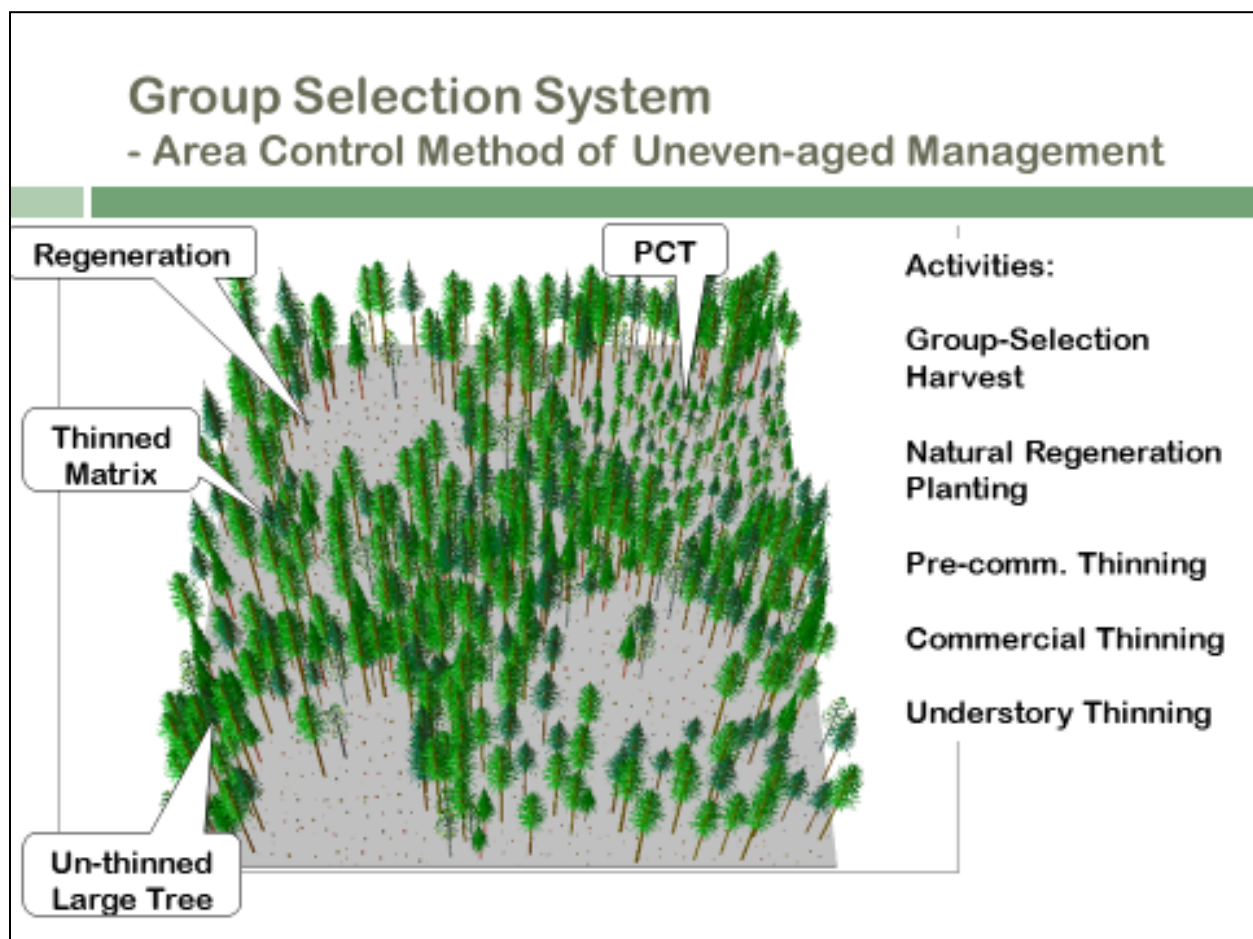 Group Selection System
- Area Control Method of Uneven-aged Management
Regeneration
PCT
Thinned
Matrix
Un-thinned
Large Tree
Activities:
Group-Selection
Harvest
Natural Regeneration
Planting
Pre-comm. Thinning
Commercial Thinning
Understory Thinning